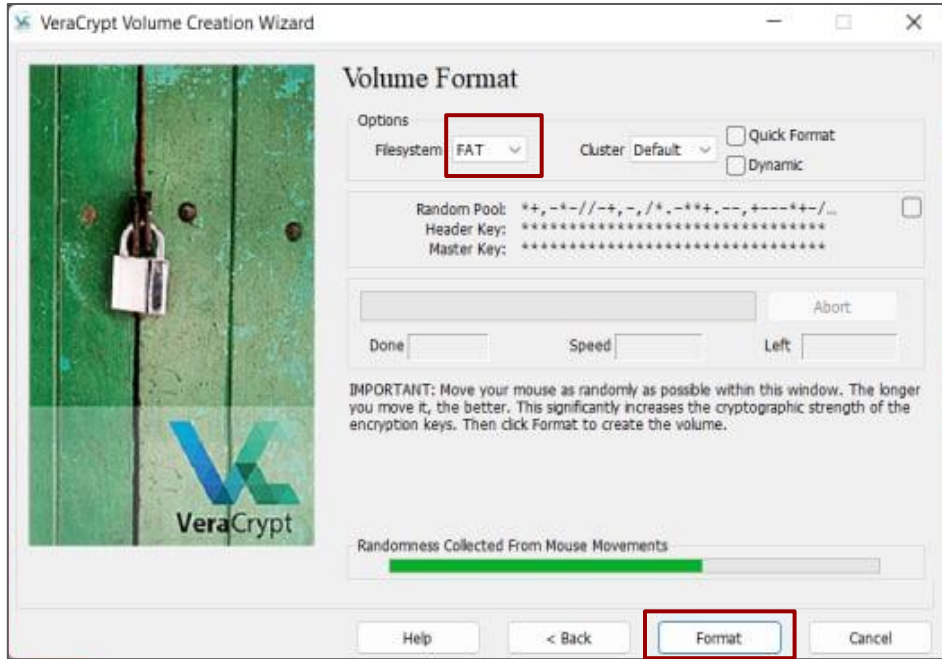 VeraCrypt Volume Creation Wizard
Volume Format
Options
Filesystem FAT Cluster Default Quick Format
Dynamic
Random Pool: *+,-*-//-+,-,/*.-**+.--,+---*+-/...
Header Key: ********************************
Master Key: ********************************
Abort
Done Speed Left
IMPORTANT: Move your mouse as randomly as possible within this window. The longer
you move it, the better. This significantly increases the cryptographic strength of the
encryption keys. Then click Format to create the volume.
VeraCrypt
Randomness Collected From Mouse Movements
Help < Back Format Cancel